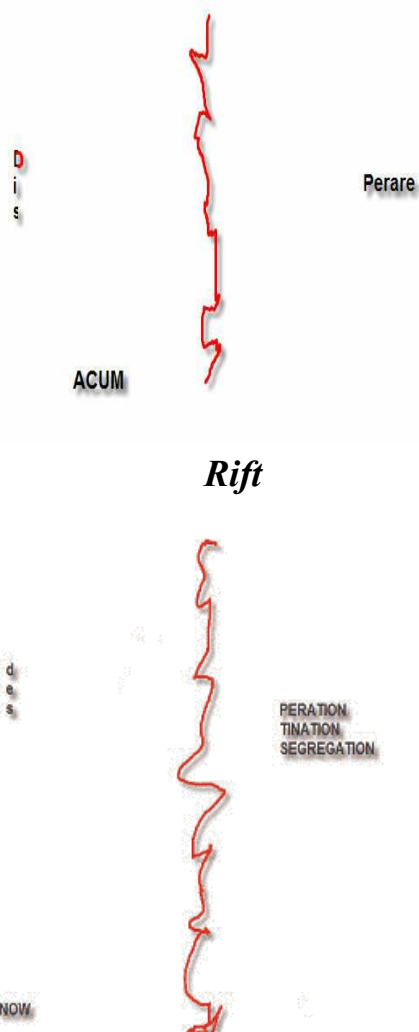 D
i
s
Perare
ACUM
Rift
d
e
s
PERATION
TINATION
SEGREGATION
NOW